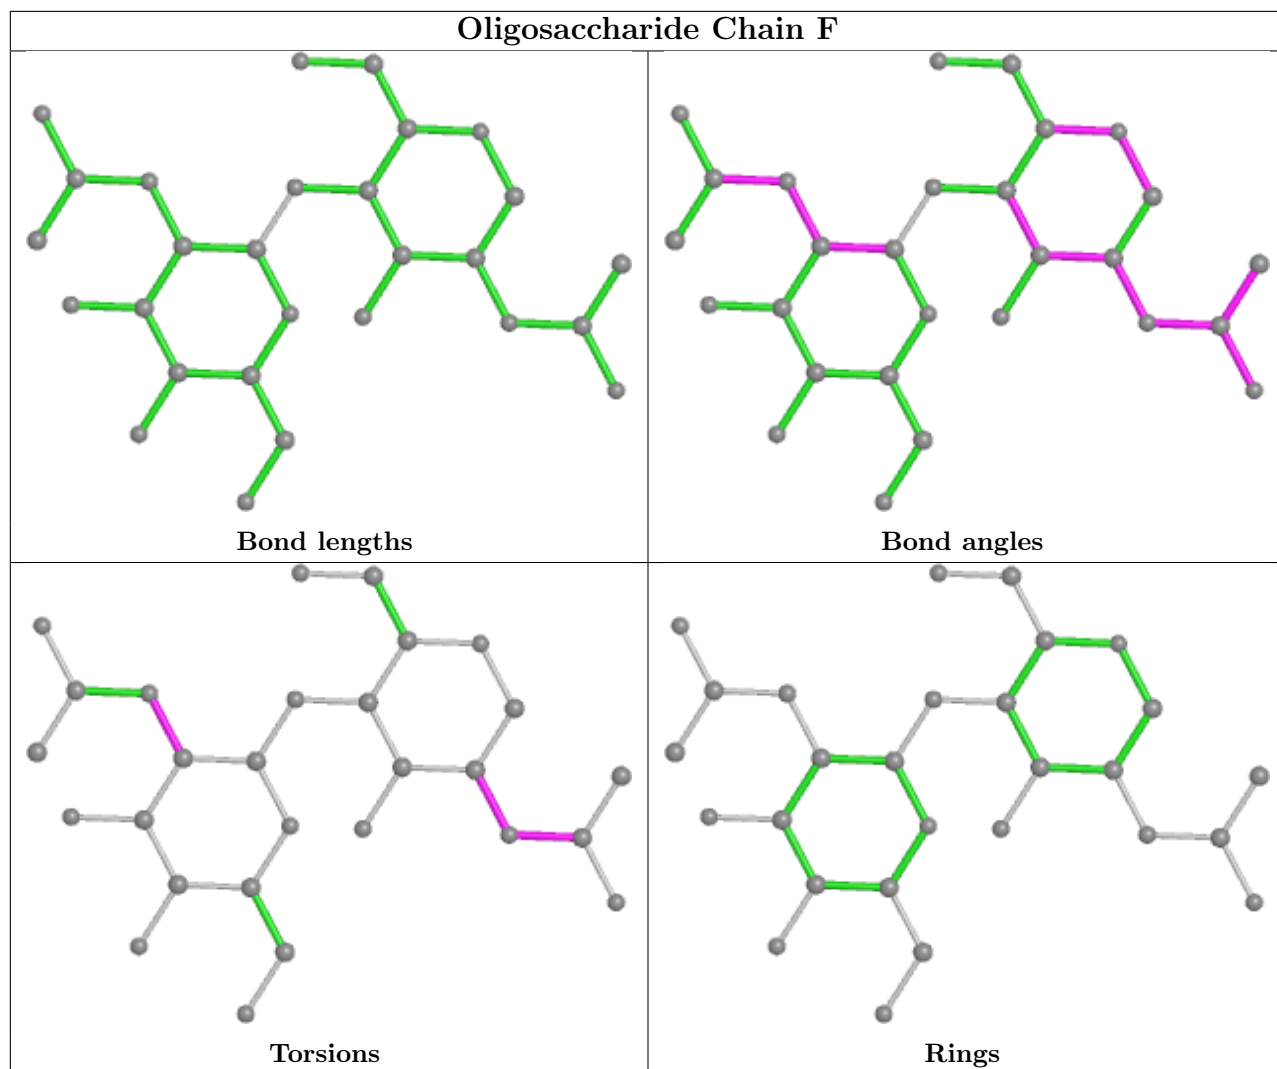 Oligosaccharide Chain F
Bond lengths
Bond angles
Torsions
Rings